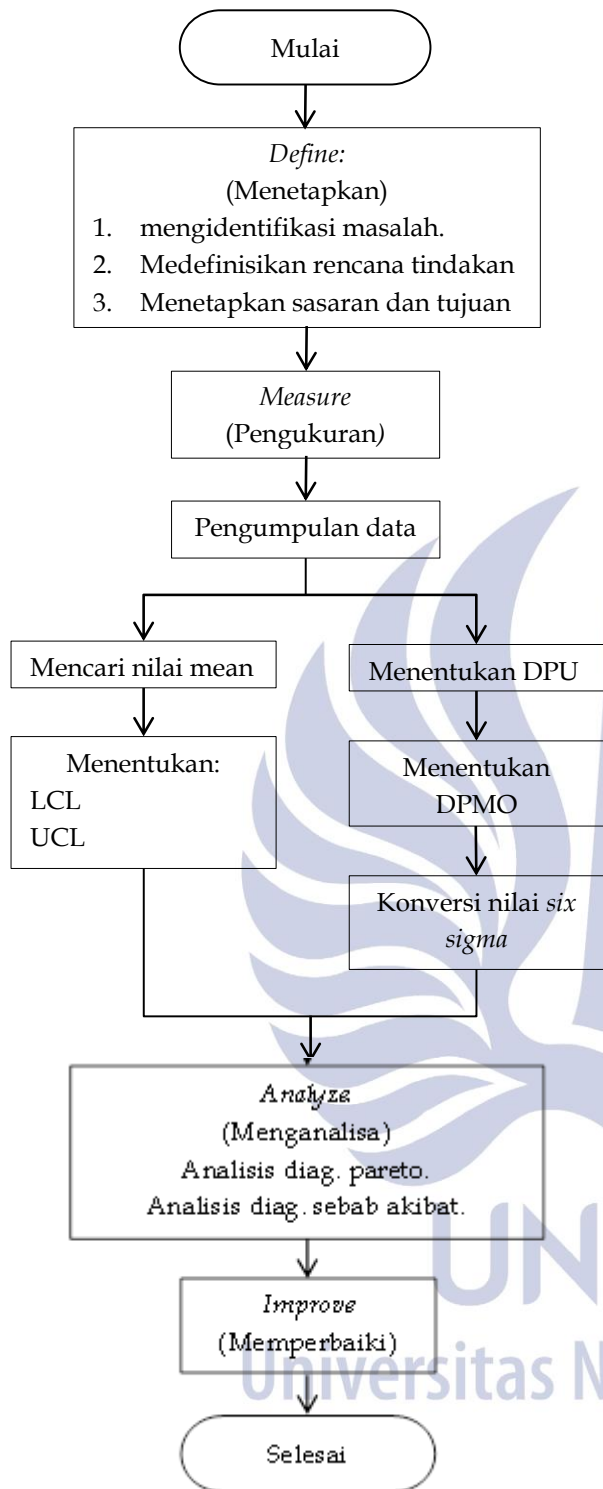 Mulai
Define:
(Menetapkan)
1. mengidentifikasi masalah.
2. Medefinisikan rencana tindakan
3. Menetapkan sasaran dan tujuan
Measure
(Pengukuran)
Pengumpulan data
Mencari nilai mean
Menentukan:
LCL
UCL
Menentukan DPU
Menentukan
DPMO
Konversi nilai six
sigma
Analyze
(Menganalisa)
Analisis diag. pareto.
Analisis diag. sebab akibat.
UN
Improve
(Memperbaiki)
Universitas N
Selesai